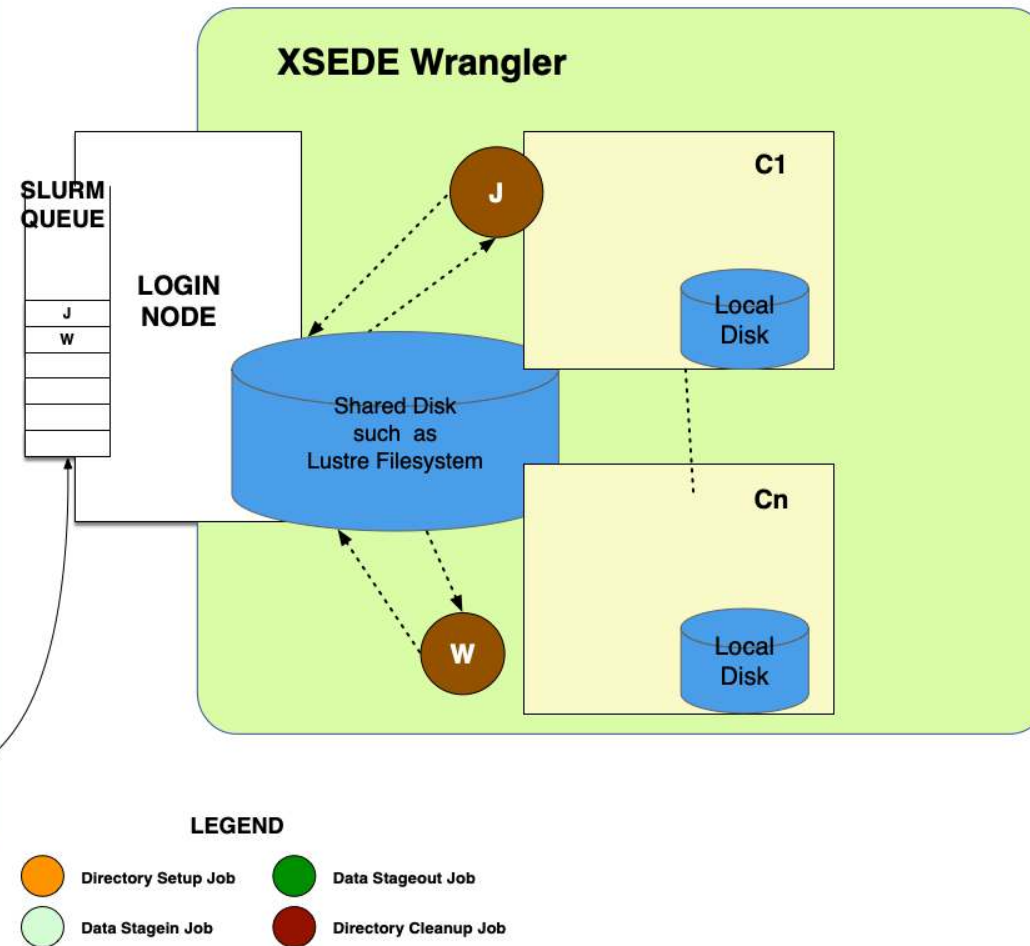 XSEDE Wrangler
SLURM
QUEUE
J
W
LOGIN
NODE
J
C1
Local
Disk
Shared Disk
such as
Lustre Filesystem
Cn
W
Local
Disk
LEGEND
Directory Setup Job
Data Stageout Job
Data Stagein Job
Directory Cleanup Job